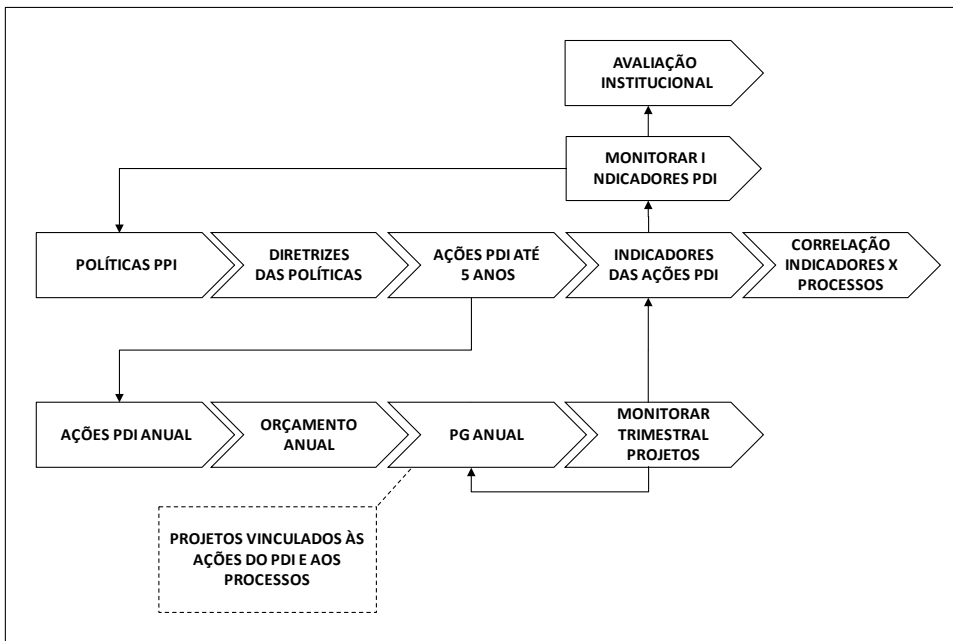 AVALIAÇÃO
INSTITUCIONAL
MONITORAR I
NDICADORES PDI
POLÍTICAS PPI
DIRETRIZES
DAS POLÍTICAS
AÇÕES PDI ATÉ
5 ANOS
INDICADORES
DAS AÇÕES PDI
CORRELAÇÃO
INDICADORES X
PROCESSOS
AÇÕES PDI ANUAL
ORÇAMENTO
ANUAL
PG ANUAL
MONITORAR
TRIMESTRAL
PROJETOS
PROJETOS VINCULADOS ÀS
AÇÕES DO PDI E AOS
PROCESSOS